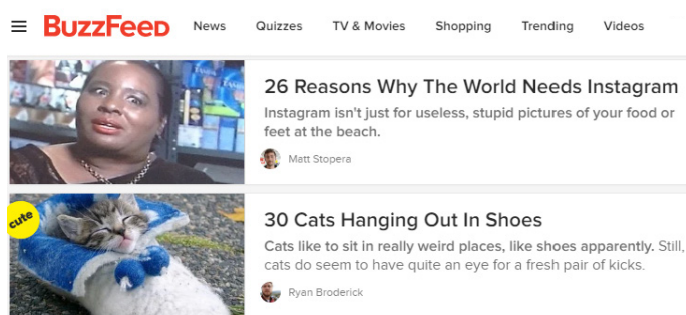 BuzzFeed News Quizzes TV & Movies Shopping Trending Videos
26 Reasons Why The World Needs Instagram
Instagram isn't just for useless, stupid pictures of your food or
feet at the beach.
Matt Stopera
cute
30 Cats Hanging Out In Shoes
Cats like to sit in really weird places, like shoes apparently. Still,
cats do seem to have quite an eye for a fresh pair of kicks.
Ryan Broderick